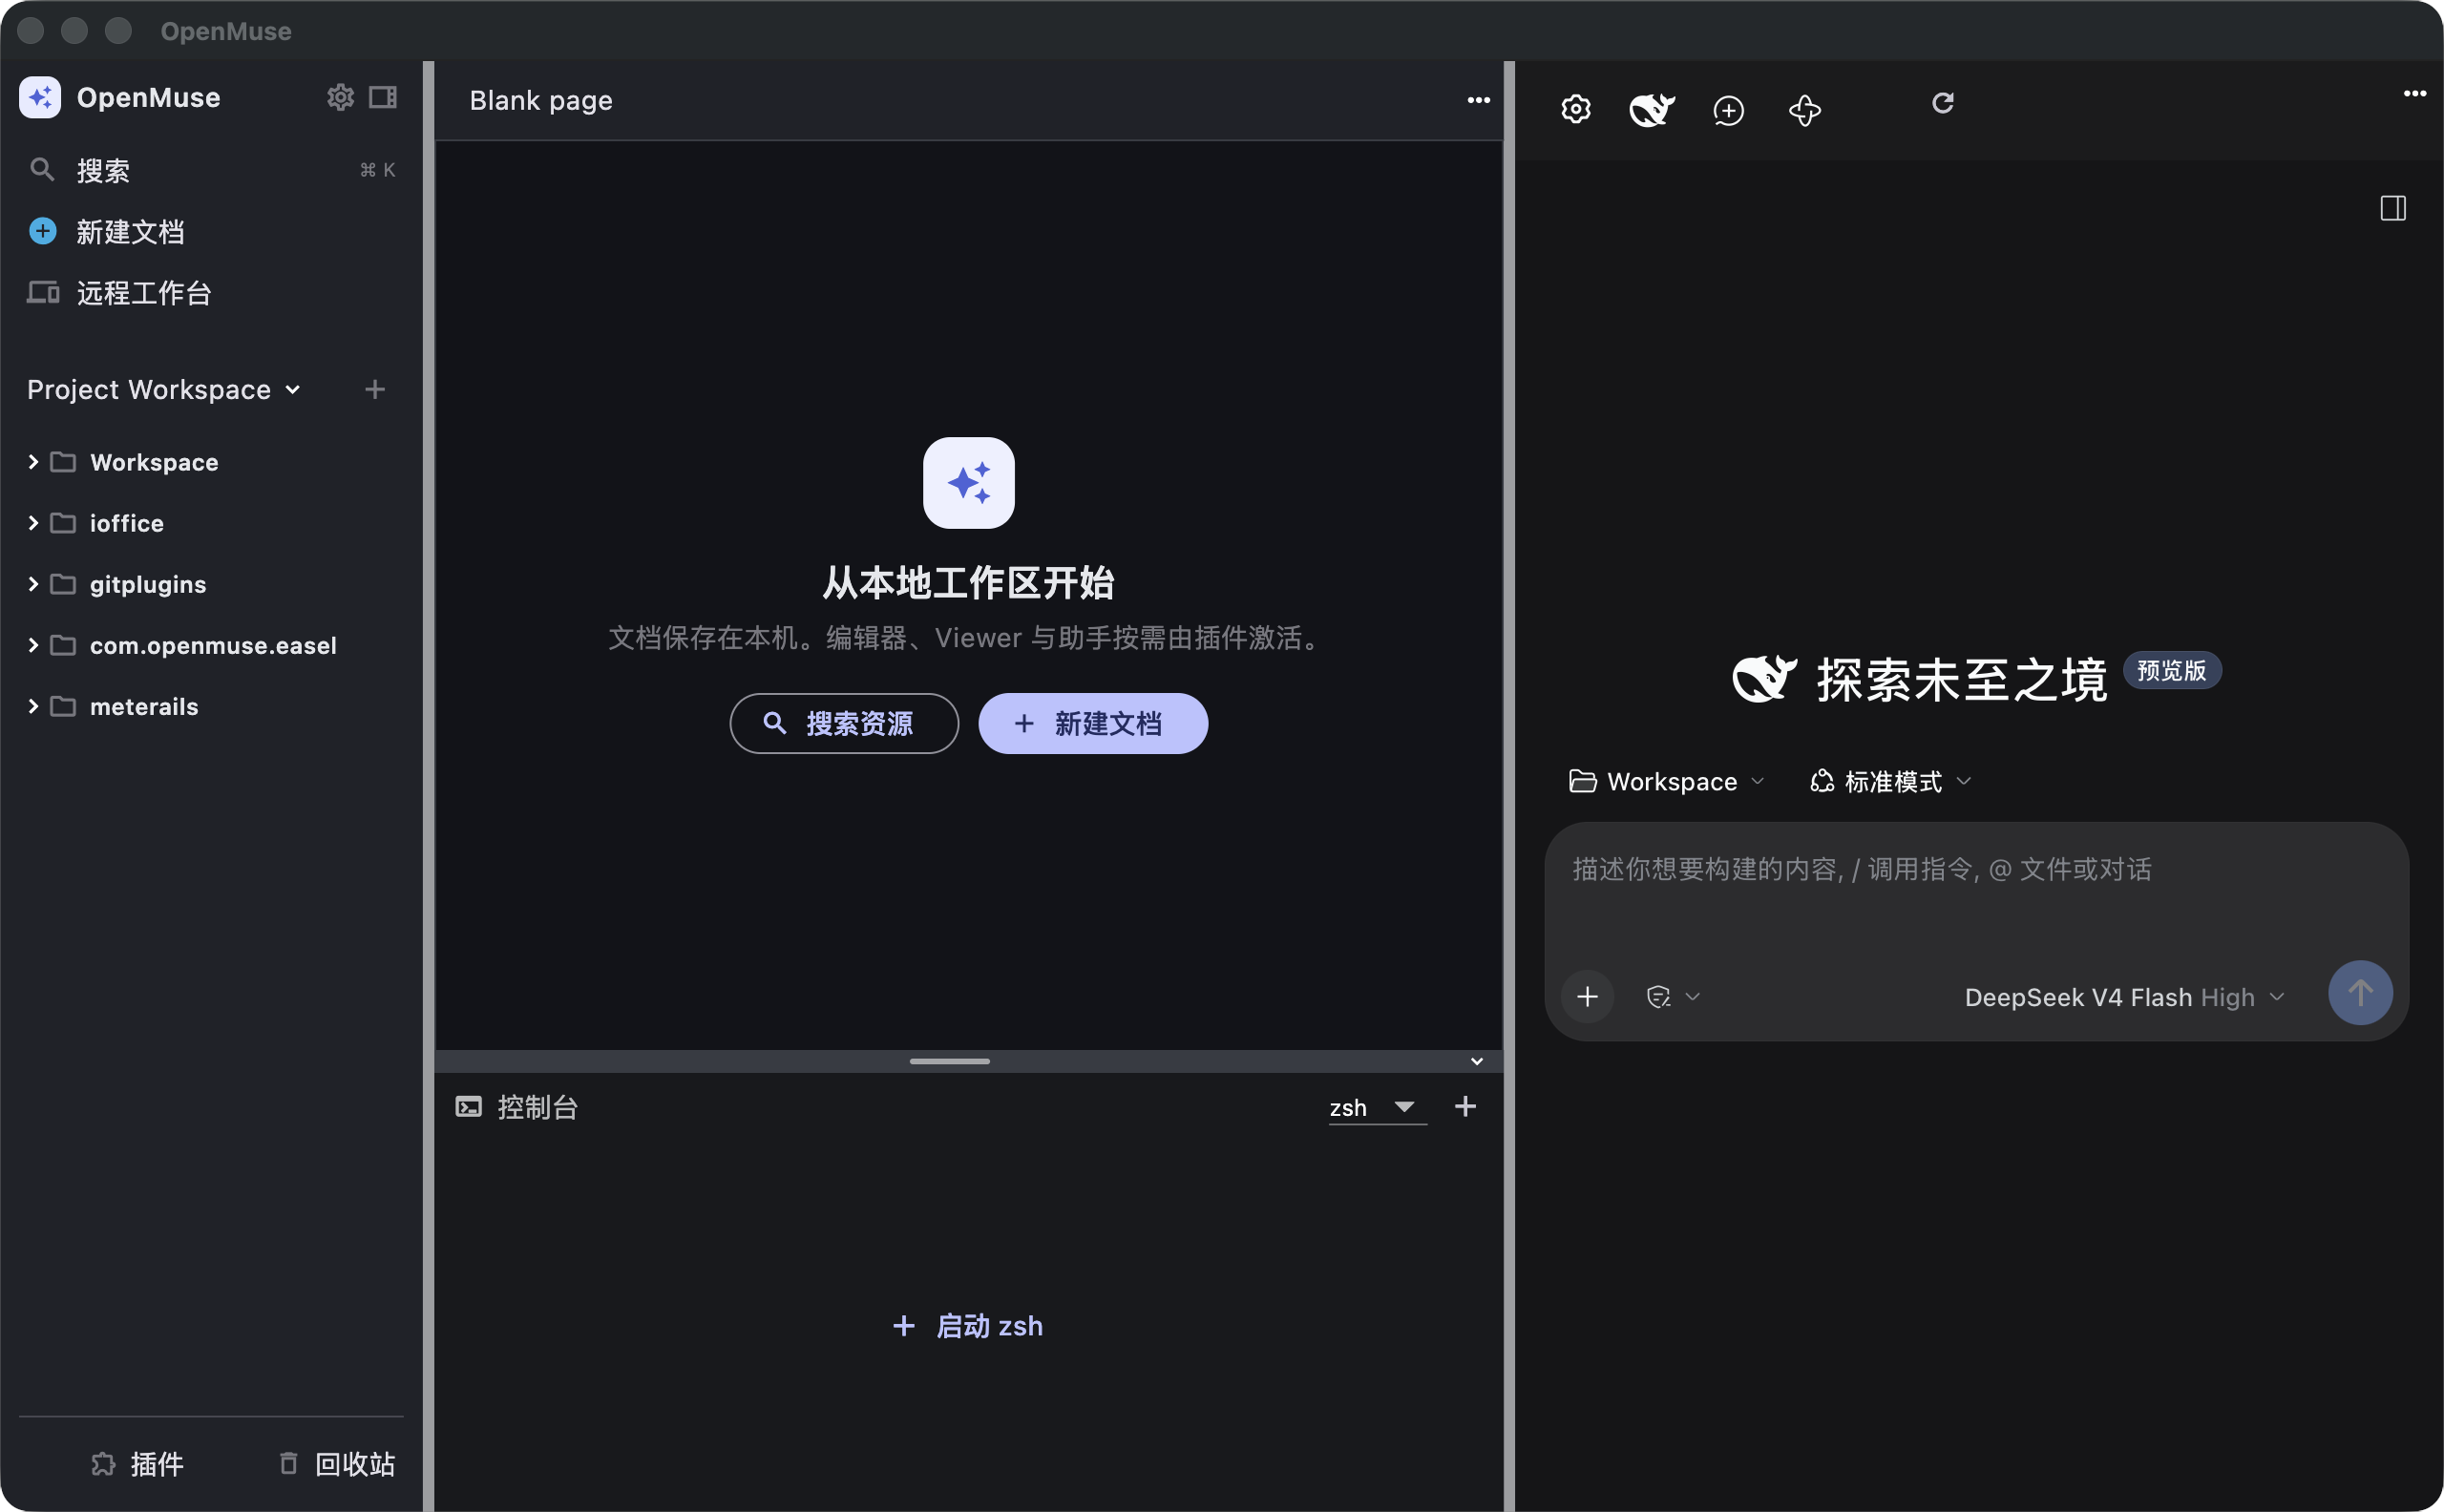 OpenMuse
OpenMuse
搜索
⌘ K
新建文档
远程工作台
Project Workspace
Workspace
ioffice
gitplugins
com.openmuse.easel
meterails
插件
回收站
Blank page
从本地工作区开始
文档保存在本机。编辑器、Viewer 与助手按需由插件激活。
搜索资源
新建文档
控制台
zsh
启动 zsh
探索未至之境
预览版
Workspace
标准模式
描述你想要构建的内容, / 调用指令, @ 文件或对话
DeepSeek V4 Flash High